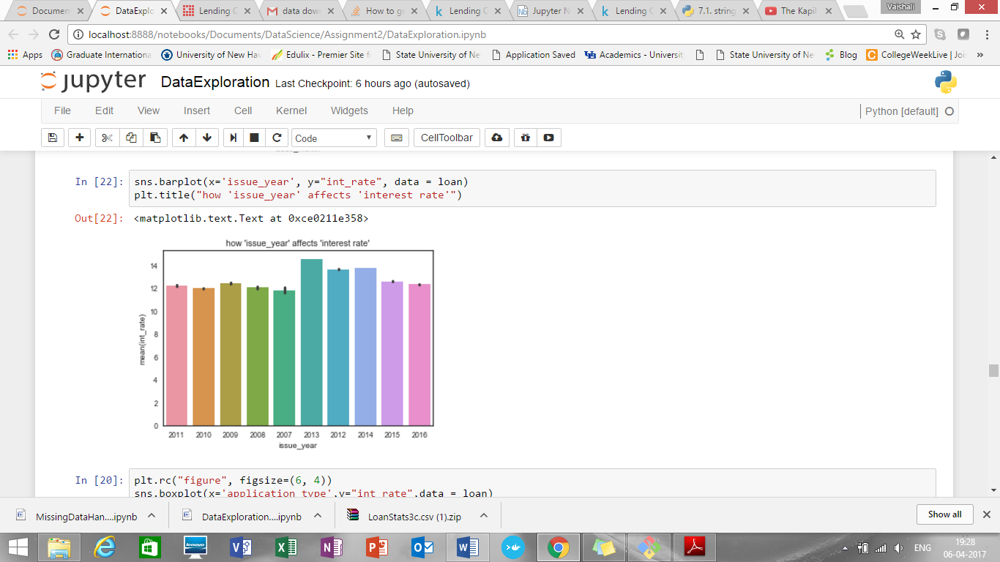 Documen
DataExplo
Lending C
data down
How to ge
Lending C
Jupyter N
Lending C
7.1. string
The Kapil
Vaishali
localhost:8888/notebooks/Documents/DataScience/Assignment2/DataExploration.ipynb
Apps
Graduate Internationa
University of New Hav
Edulix - Premier Site f
State University of Ne
Application Saved
Academics - Universit
State University of Ne
Blog
CollegeWeekLive | Joi
»
jupyter DataExploration Last Checkpoint: 6 hours ago (autosaved)
File Edit View Insert Cell Kernel Widgets Help
Python [default]
Code
CellToolbar
In [22]:
sns.barplot(x='issue_year', y="int_rate", data = loan)
plt.title("how 'issue_year' affects 'interest rate'")
Out[22]:
<matplotlib.text.Text at 0xce0211e358>
how 'issue_year' affects 'interest rate'
14
12
10
8
6
4
2
0
mean(int_rate)
2011 2010 2009 2008 2007 2013 2012 2014 2015 2016
issue_year
In [20]:
plt.rc("figure", figsize=(6, 4))
sns.boxplot(x='application_type',y="int_rate",data = loan)
MissingDataHan....ipynb
DataExploration....ipynb
LoanStats3c.csv (1).zip
Show all
lenovo
ENG
19:28
06-04-2017